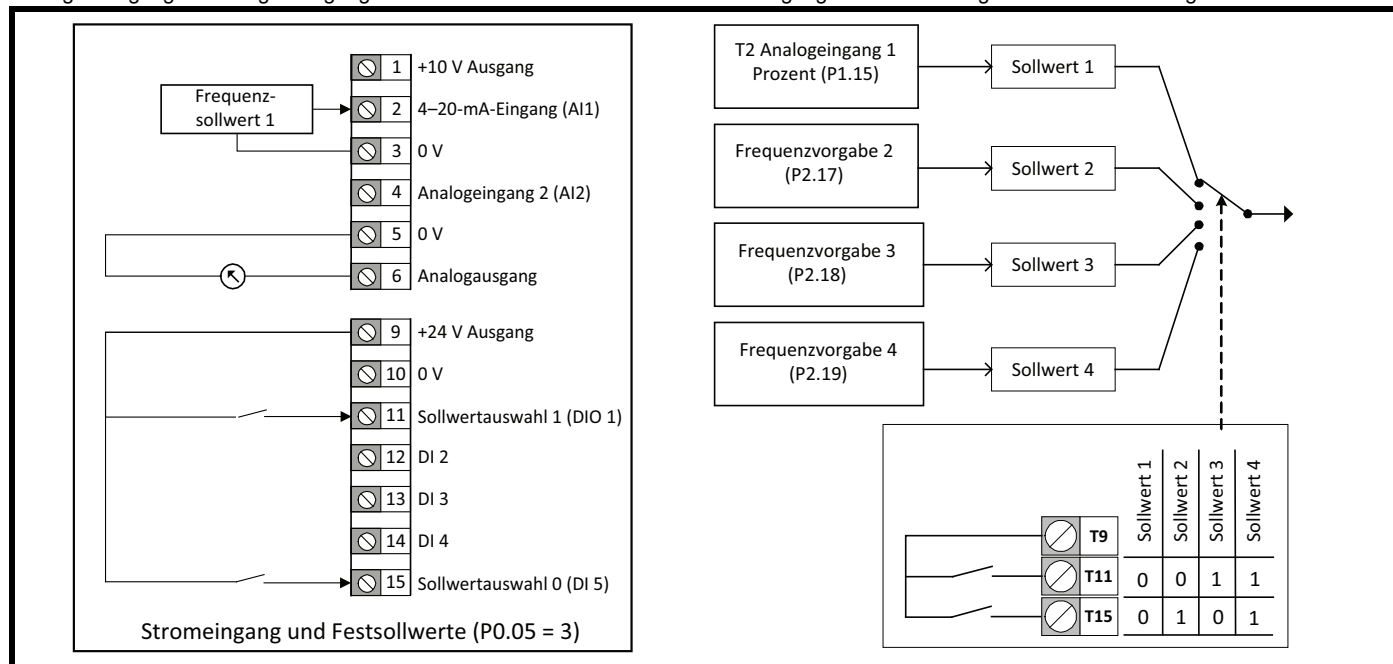 1 +10 V Ausgang
Frequenz-
sollwert 1
2 4–20-mA-Eingang (AI1)
3 0 V
4 Analogeingang 2 (AI2)
5 0 V
6 Analogausgang
9 +24 V Ausgang
10 0 V
11 Sollwertauswahl 1 (DIO 1)
12 DI 2
13 DI 3
14 DI 4
15 Sollwertauswahl 0 (DI 5)
Stromeingang und Festsollwerte (P0.05 = 3)
T2 Analogeingang 1
Prozent (P1.15)
Sollwert 1
Frequenzvorgabe 2
(P2.17)
Sollwert 2
Frequenzvorgabe 3
(P2.18)
Sollwert 3
Frequenzvorgabe 4
(P2.19)
Sollwert 4
Sollwert 1
Sollwert 2
Sollwert 3
Sollwert 4
T9
T11 0 0 1 1
T15 0 1 0 1